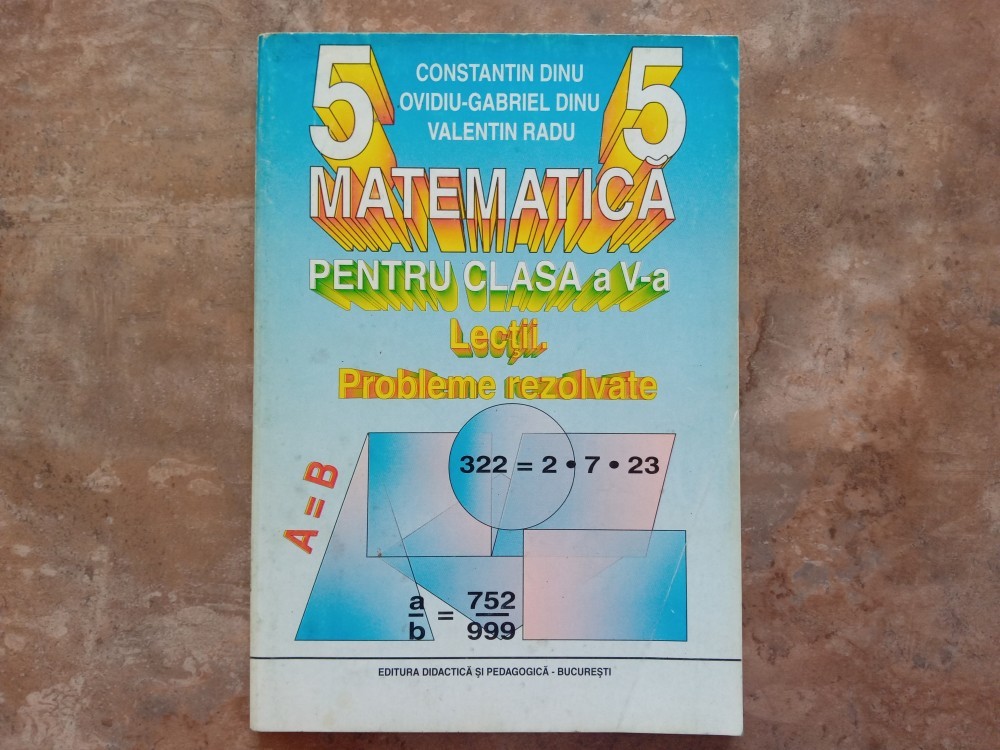 5 5
CONSTANTIN DINU
OVIDIU-GABRIEL DINU
VALENTIN RADU
MATEMATICĂ
PENTRU CLASA a V-a
Lecții.
Probleme rezolvate
A = B
322 = 2 • 7 • 23
a/b = 752/999
EDITURA DIDACTICĂ ȘI PEDAGOGICĂ - BUCUREȘTI